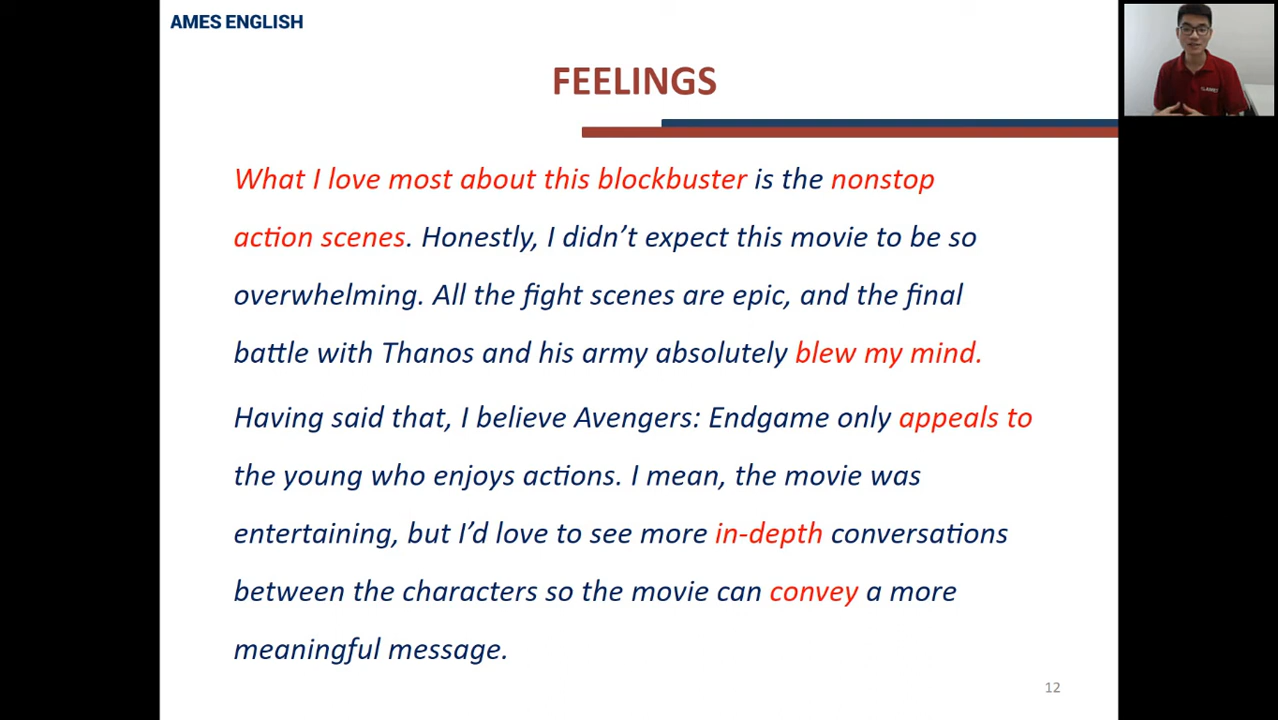 AMES ENGLISH
FEELINGS
What I love most about this blockbuster is the nonstop
action scenes. Honestly, I didn’t expect this movie to be so
overwhelming. All the fight scenes are epic, and the final
battle with Thanos and his army absolutely blew my mind.
Having said that, I believe Avengers: Endgame only appeals to
the young who enjoys actions. I mean, the movie was
entertaining, but I’d love to see more in-depth conversations
between the characters so the movie can convey a more
meaningful message.
12